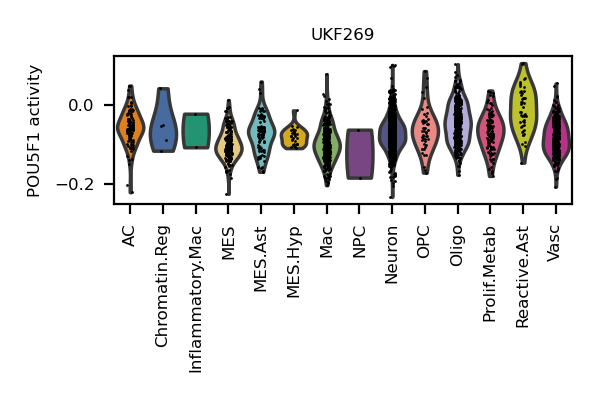 UKF269
POU5F1 activity
0.0
−0.2
AC
Chromatin.Reg
Inflammatory.Mac
MES
MES.Ast
MES.Hyp
Mac
NPC
Neuron
OPC
Oligo
Prolif.Metab
Reactive.Ast
Vasc